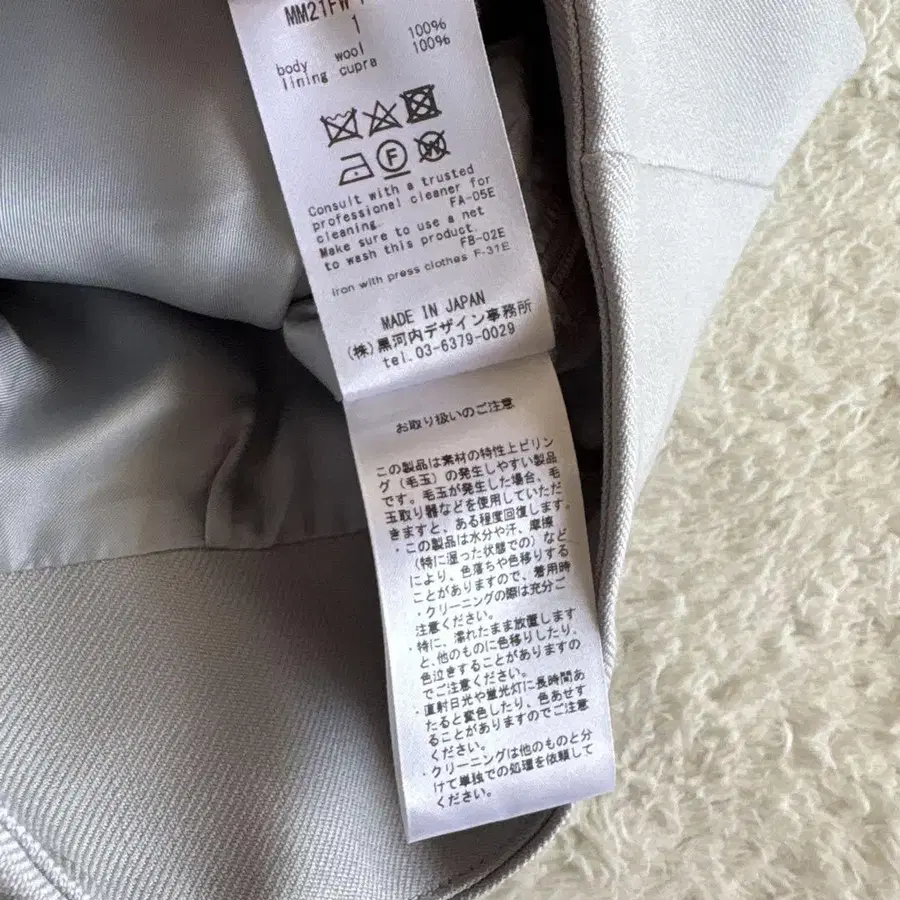 MM21FW
1
body wool 100%
lining cupra 100%
F
Consult with a trusted
professional cleaner for
cleaning. FA-05E
Make sure to use a net
to wash this product.
FB-02E
iron with press clothes F-31E
MADE IN JAPAN
(株)黒河内デザイン事務所
tel.03-6379-0029
お取り扱いのご注意
この製品は素材の特性上ピリン
グ(毛玉)の発生しやすい製品
です。毛玉が発生した場合、毛
玉取り器などを使用していただ
きますと、ある程度回復します。
・この製品は水分や汗、摩擦
(特に湿った状態での)など
により、色落ちや色移りする
ことがありますので、着用時
・クリーニングの際は充分ご
注意ください。
・特に、濡れたまま放置します
と、他のものに色移りしたり、
色泣きすることがありますの
でご注意ください。
・直射日光や蛍光灯に長時間あ
たると変色したり、色あせす
ることがありますのでご注意
ください。
・クリーニングは他のものと分
けて単独での処理を依頼して
ください。